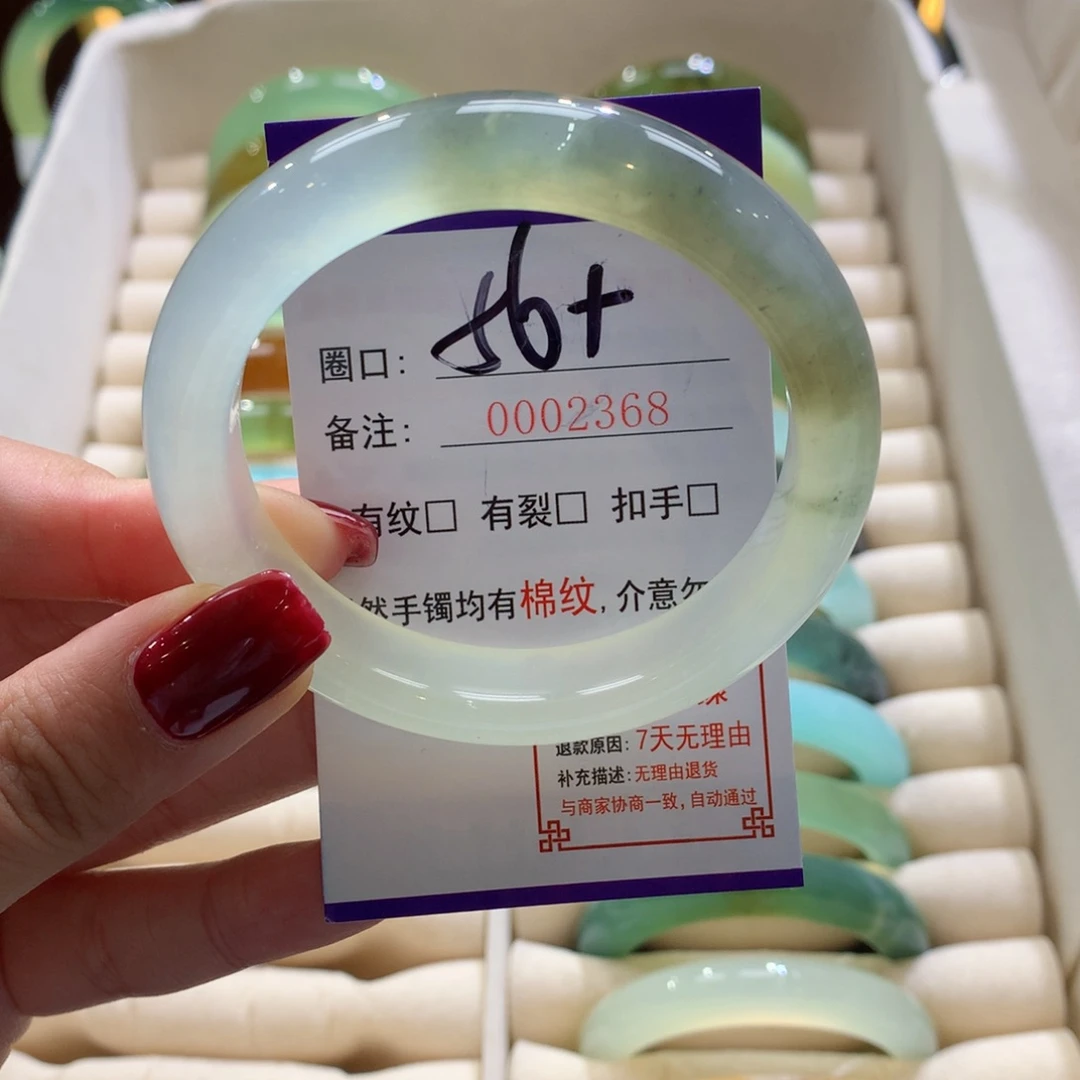 圈口: 56+
备注: 0002368
有纹□ 有裂□ 扣手□
然手镯均有棉纹, 介意勿
退款原因: 7天无理由
补充描述: 无理由退货
与商家协商一致, 自动通过